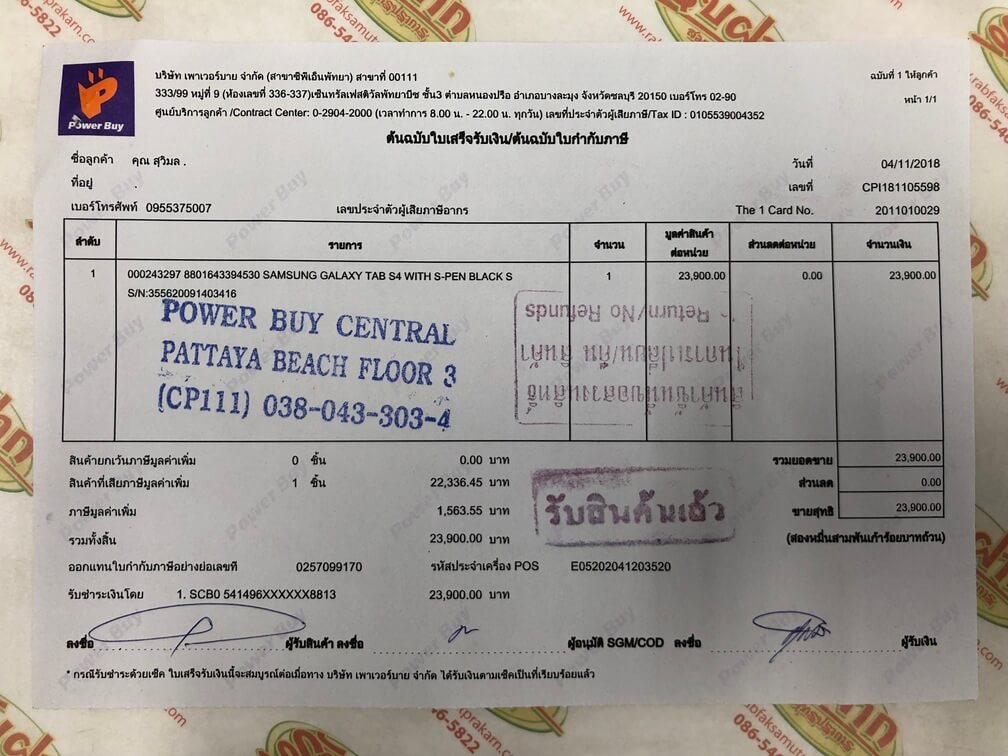 Power Buy
บริษัท เพาเวอร์บาย จำกัด (สาขาซีพีเอ็นพัทยา) สาขาที่ 00111
ฉบับที่ 1 ให้ลูกค้า
333/99 หมู่ที่ 9 (ห้องเลขที่ 336-337)เซ็นทรัลเฟสติวัลพัทยาบีช ชั้น3 ตำบลหนองปรือ อำเภอบางละมุง จังหวัดชลบุรี 20150 เบอร์โทร 02-90
หน้า 1/1
ศูนย์บริการลูกค้า /Contract Center: 0-2904-2000 (เวลาทำการ 8.00 น. - 22.00 น. ทุกวัน) เลขที่ประจำตัวผู้เสียภาษี/Tax ID : 0105539004352
ต้นฉบับใบเสร็จรับเงิน/ต้นฉบับใบกำกับภาษี
ชื่อลูกค้า คุณ สุวิมล .
วันที่ 04/11/2018
ที่อยู่ .
เลขที่ CPI181105598
เบอร์โทรศัพท์ 0955375007 เลขประจำตัวผู้เสียภาษีอากร
The 1 Card No. 2011010029
ลำดับ รายการ จำนวน มูลค่าสินค้าต่อหน่วย ส่วนลดต่อหน่วย จำนวนเงิน
1 000243297 8801643394530 SAMSUNG GALAXY TAB S4 WITH S-PEN BLACK S 1 23,900.00 0.00 23,900.00
S/N:355620091403416
POWER BUY CENTRAL
PATTAYA BEACH FLOOR 3
(CP111) 038-043-303-4
สินค้าชิ้นนี้ขอสงวนสิทธิ์
ในการเปลี่ยน/คืน สินค้า
Return/No Refunds
สินค้ายกเว้นภาษีมูลค่าเพิ่ม 0 ชิ้น 0.00 บาท
รวมยอดขาย 23,900.00
สินค้าที่เสียภาษีมูลค่าเพิ่ม 1 ชิ้น 22,336.45 บาท
ส่วนลด 0.00
ภาษีมูลค่าเพิ่ม 1,563.55 บาท
ขายสุทธิ 23,900.00
รับสินค้าแล้ว
รวมทั้งสิ้น 23,900.00 บาท
(สองหมื่นสามพันเก้าร้อยบาทถ้วน)
ออกแทนใบกำกับภาษีอย่างย่อเลขที่ 0257099170 รหัสประจำเครื่อง POS E05202041203520
รับชำระเงินโดย 1. SCB0 541496XXXXXX8813 23,900.00 บาท
ลงชื่อ ผู้รับสินค้า ลงชื่อ ผู้อนุมัติ SGM/COD ลงชื่อ ผู้รับเงิน
* กรณีรับชำระด้วยเช็ค ใบเสร็จรับเงินนี้จะสมบูรณ์ต่อเมื่อทาง บริษัท เพาเวอร์บาย จำกัด ได้รับเงินตามเช็คเป็นที่เรียบร้อยแล้ว